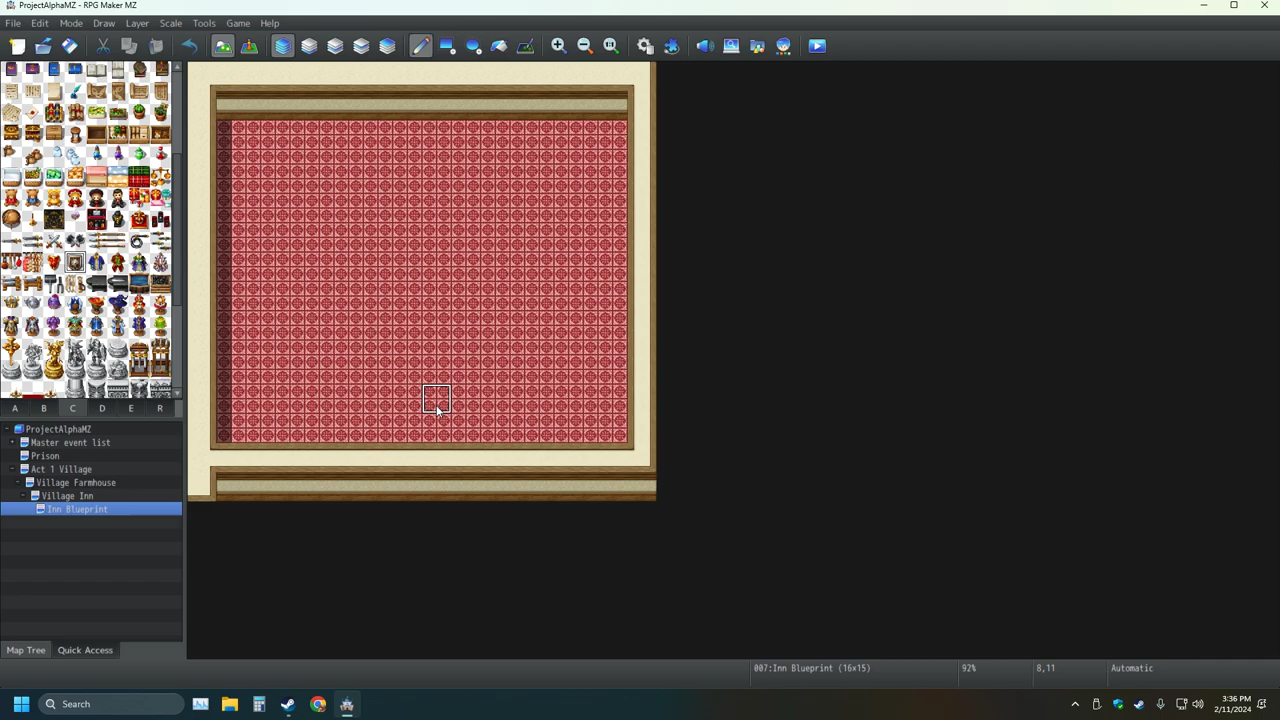 ProjectAlphaMZ - RPG Maker MZ
File Edit Mode Draw Layer Scale Tools Game Help
A B C D E R
ProjectAlphaMZ
Master event list
Prison
Act 1 Village
Village Farmhouse
Village Inn
Inn Blueprint
Map Tree Quick Access
007:Inn Blueprint (16x15) 92% 8,11 Automatic
Search
3:36 PM
2/11/2024